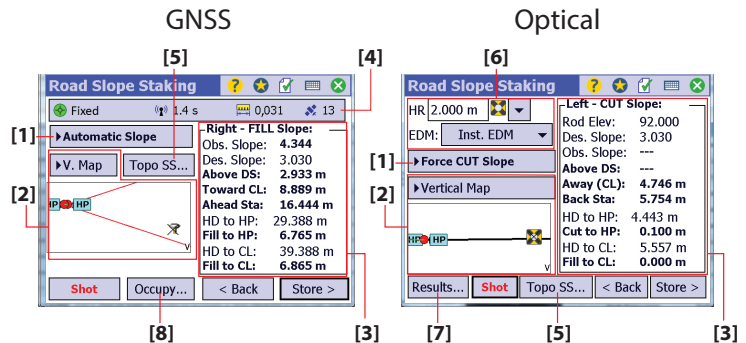 GNSS
[5]
[4]
Road Slope Staking
Fixed 1.4 s 0,031 13
[1]
Automatic Slope
V. Map
Topo SS...
[2]
HP HP
V
Right - FILL Slope:
Obs. Slope: 4.344
Des. Slope: 3.030
Above DS: 2.933 m
Toward CL: 8.889 m
Ahead Sta: 16.444 m
HD to HP: 29.388 m
Fill to HP: 6.765 m
HD to CL: 39.388 m
Fill to CL: 6.865 m
Shot
Occupy...
< Back
Store >
[8]
[3]
Optical
[6]
Road Slope Staking
HR 2.000 m
EDM: Inst. EDM
[1]
Force CUT Slope
[2]
Vertical Map
HP HP
V
Left - CUT Slope:
Rod Elev: 92.000
Des. Slope: 3.030
Obs. Slope: ---
Above DS: ---
Away (CL): 4.746 m
Back Sta: 5.754 m
HD to HP: 4.443 m
Cut to HP: 0.100 m
HD to CL: 5.557 m
Fill to CL: 0.000 m
Results...
Shot
Topo SS...
< Back
Store >
[7]
[5]
[3]